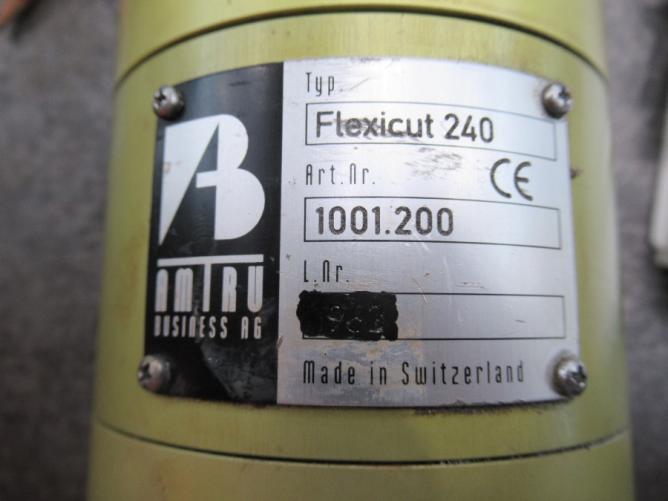 Typ.
Flexicut 240
Art.Nr.
CE
1001.200
L.Nr.
AMTRU
BUSINESS AG
Made in Switzerland